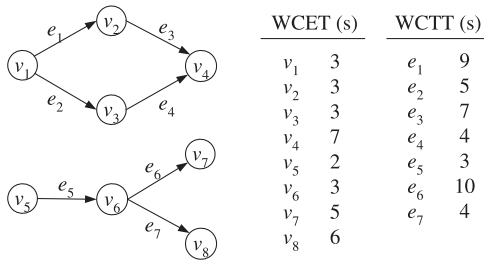 e1 v2 e3
v1 v4
e2 v3 e4
v7
e6
v5 e5 v6
e7
v8
WCET (s) WCTT (s)
v1 3 e1 9
v2 3 e2 5
v3 3 e3 7
v4 7 e4 4
v5 2 e5 3
v6 3 e6 10
v7 5 e7 4
v8 6